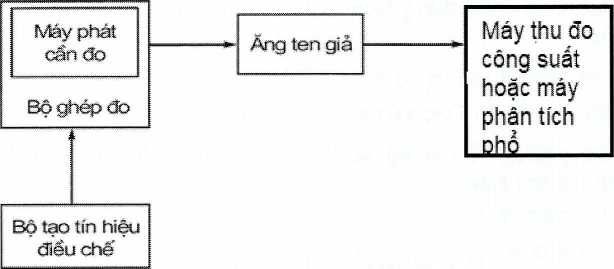 Máy phát
cần đo
Bộ ghép đo
Ăng ten giả
Máy thu đo
công suất
hoặc máy
phân tích
phổ
Bộ tạo tín hiệu
điều chế